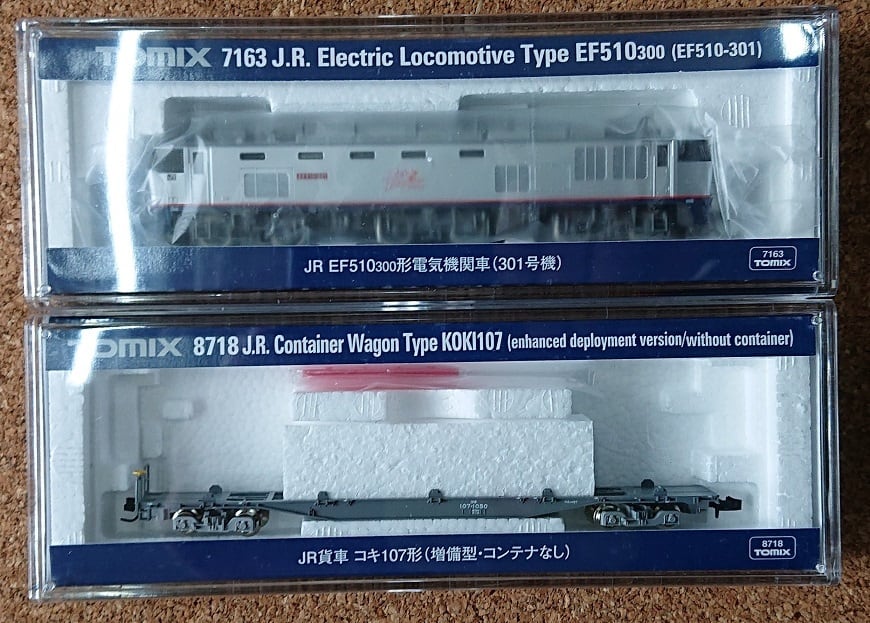 TOMIX 7163 J.R. Electric Locomotive Type EF510300 (EF510-301)
JR EF510300形電気機関車(301号機)
7163
TOMIX
TOMIX 8718 J.R. Container Wagon Type KOKI107 (enhanced deployment version/without container)
107-1050
JR貨車 コキ107形(増備型・コンテナなし)
8718
TOMIX